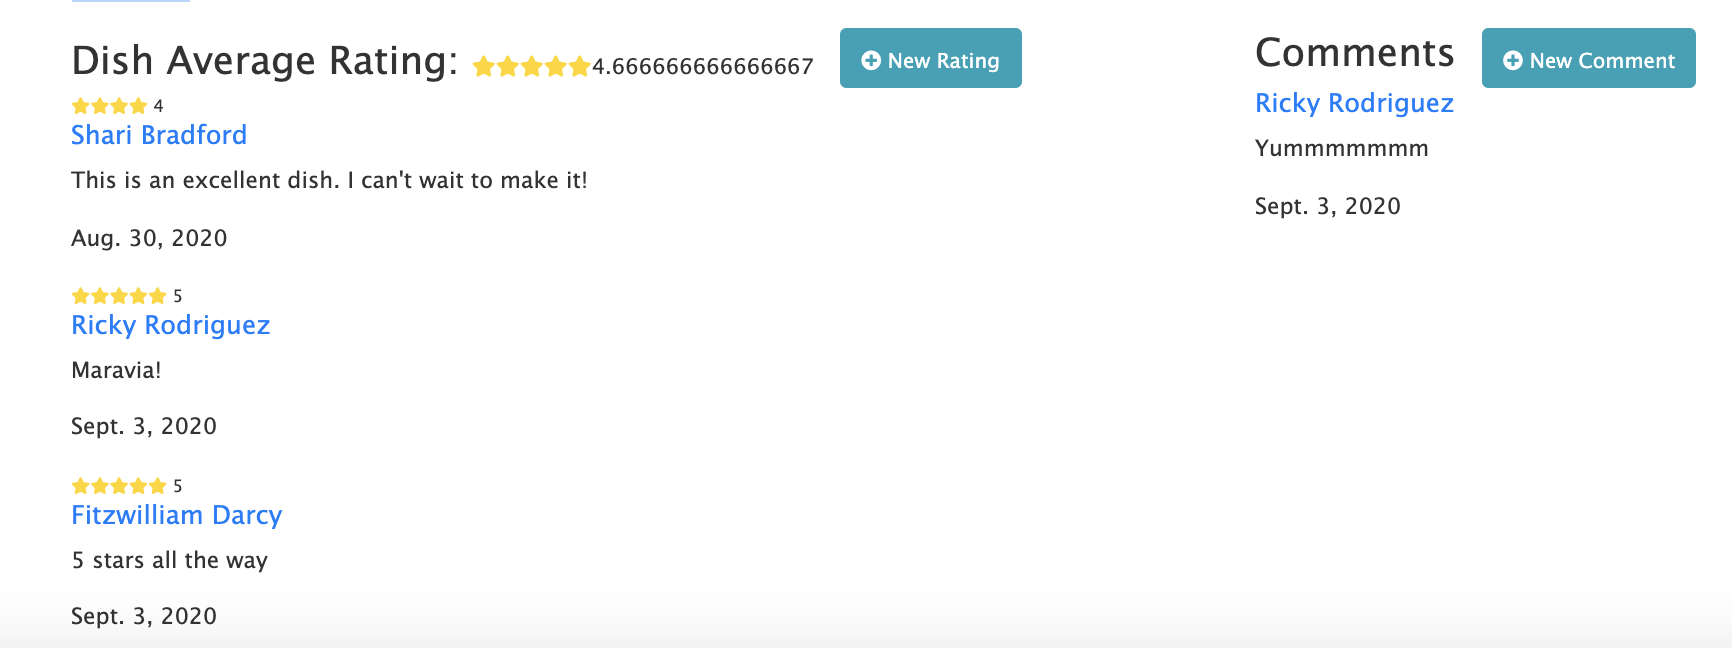 Dish Average Rating: 4.666666666666667
New Rating
4
Shari Bradford
This is an excellent dish. I can't wait to make it!
Aug. 30, 2020
5
Ricky Rodriguez
Maravia!
Sept. 3, 2020
5
Fitzwilliam Darcy
5 stars all the way
Sept. 3, 2020
Comments
New Comment
Ricky Rodriguez
Yummmmmmm
Sept. 3, 2020